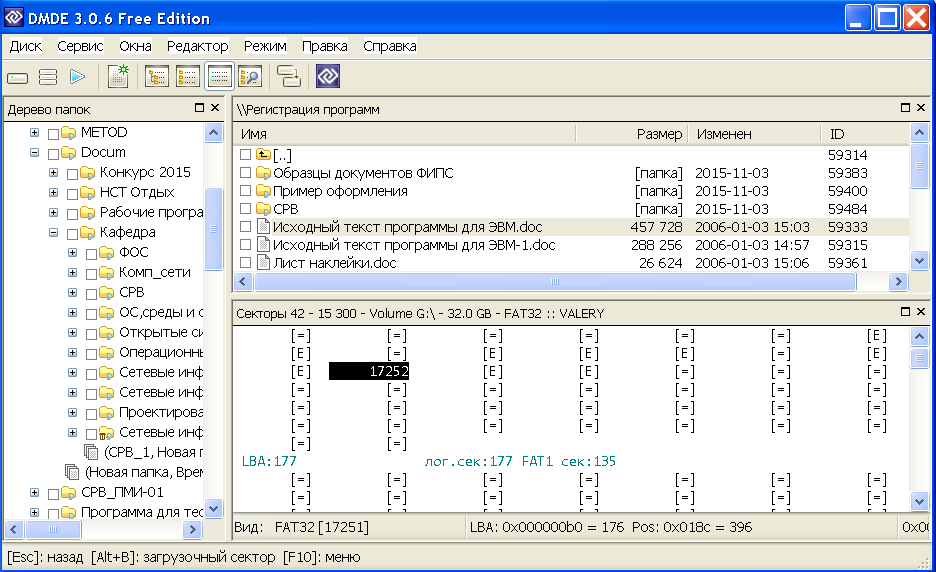 DMDE 3.0.6 Free Edition
Диск Сервис Окна Редактор Режим Правка Справка
Дерево папок
METOD
Docum
Конкурс 2015
НСТ Отдых
Рабочие програ
Кафедра
ФОС
Комп_сети
СРВ
ОС,среды и с
Открытые си
Операционны
Сетевые инф
Сетевые инф
Проектирова
Сетевые инф
(СРВ_1, Новая п
(Новая папка, Врем
СРВ_ПМИ-01
Программа для тес
\\Регистрация программ
Имя Размер Изменен ID
[..] 59314
Образцы документов ФИПС [папка] 2015-11-03 59383
Пример оформления [папка] 2015-11-03 59400
СРВ [папка] 2015-11-03 59484
Исходный текст программы для ЭВМ.doc 457 728 2006-01-03 15:03 59333
Исходный текст программы для ЭВМ-1.doc 288 256 2006-01-03 14:57 59315
Лист наклейки.doc 26 624 2006-01-03 15:06 59361
Секторы 42 - 15 300 - Volume G:\ - 32.0 GB - FAT32 :: VALERY
[=] [=] [=] [=] [=] [=] [E]
[E] [=] [E] [E] [E] [E] [E]
[E] 17252 [E] [E] [E] [=] [=]
[=] [=] [=] [=] [=] [=] [=]
[=] [=] [=] [=] [=] [=] [=]
[=] [=] [=] [=] [=] [=] [=]
[=] [=]
LBA:177 лог.сек:177 FAT1 сек:135
[=] [=] [=] [=] [=] [=] [=]
[=] [=] [=] [=] [=] [=] [=]
Вид: FAT32 [17251] LBA: 0x000000b0 = 176 Pos: 0x018c = 396 0x00
[Esc]: назад [Alt+B]: загрузочный сектор [F10]: меню